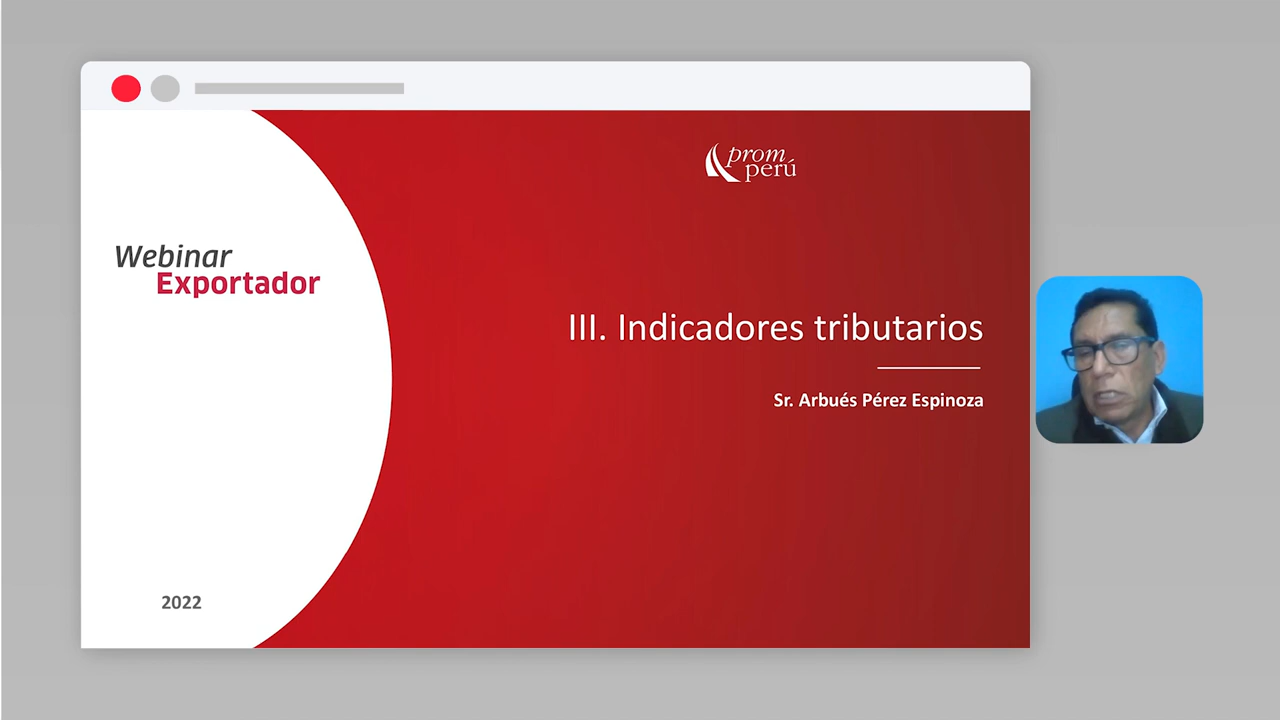 prom
perú
Webinar
Exportador
III. Indicadores tributarios
Sr. Arbués Pérez Espinoza
2022